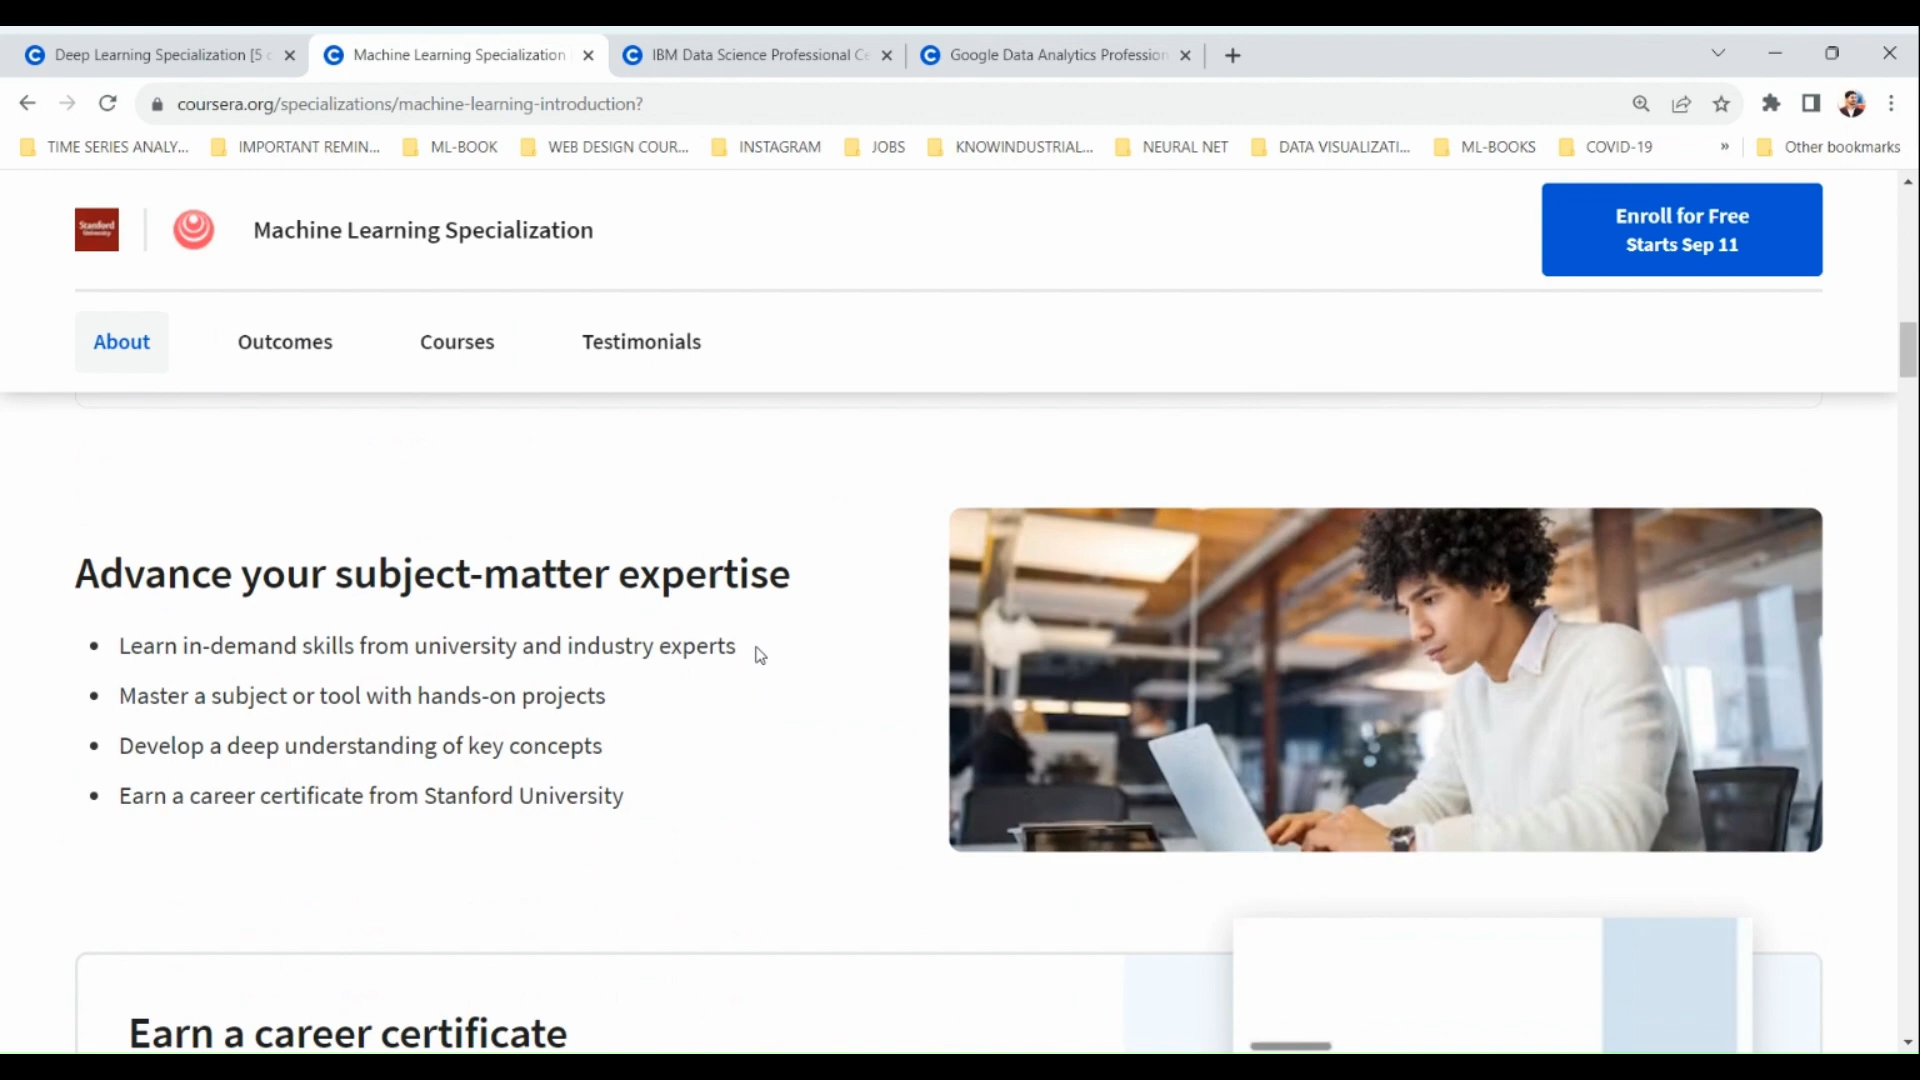 Deep Learning Specialization [5 c
Machine Learning Specialization
IBM Data Science Professional Ce
Google Data Analytics Profession
coursera.org/specializations/machine-learning-introduction?
TIME SERIES ANALY...
IMPORTANT REMIN...
ML-BOOK
WEB DESIGN COUR...
INSTAGRAM
JOBS
KNOWINDUSTRIAL...
NEURAL NET
DATA VISUALIZATI...
ML-BOOKS
COVID-19
»
Other bookmarks
Stanford
University
Machine Learning Specialization
Enroll for Free
Starts Sep 11
About
Outcomes
Courses
Testimonials
Advance your subject-matter expertise
• Learn in-demand skills from university and industry experts
• Master a subject or tool with hands-on projects
• Develop a deep understanding of key concepts
• Earn a career certificate from Stanford University
Earn a career certificate